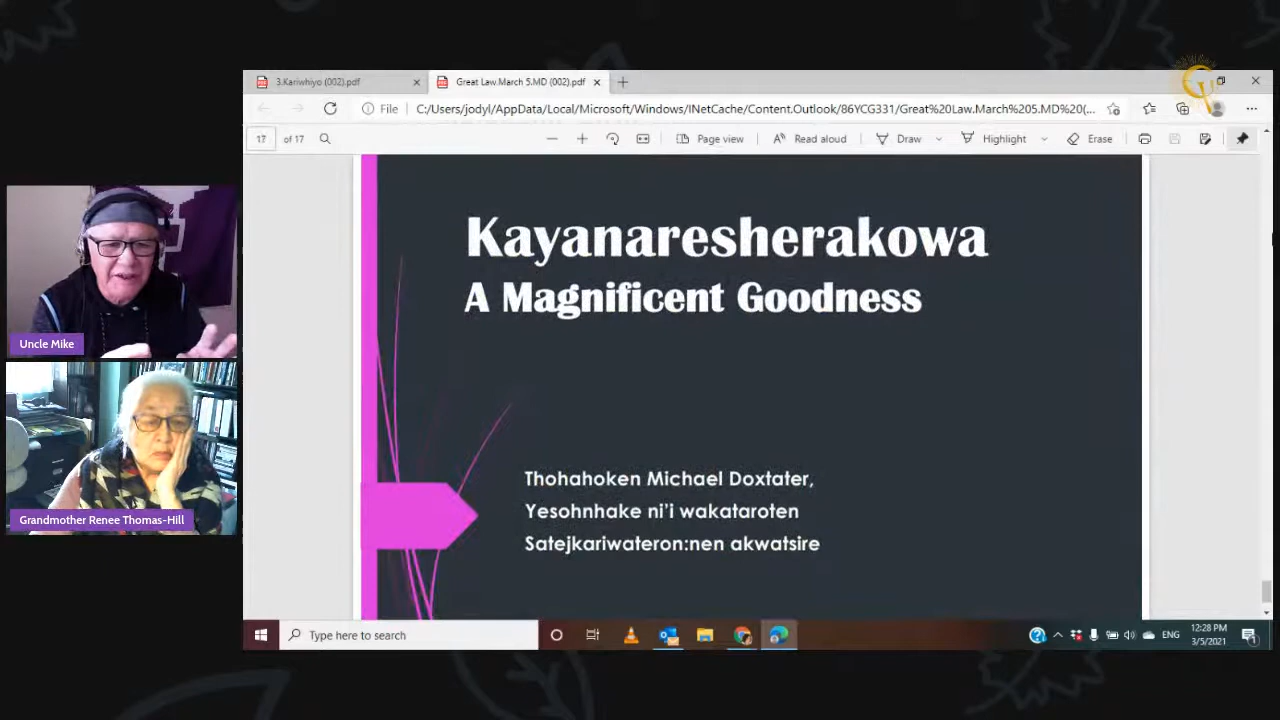 3.Kariwhiyo (002).pdf
Great Law.March 5.MD (002).pdf
File
C:/Users/jodyl/AppData/Local/Microsoft/Windows/INetCache/Content.Outlook/86YCG331/Great%20Law.March%205.MD%20(...
17 of 17
Page view
Read aloud
Draw
Highlight
Erase
Kayanaresherakowa
A Magnificent Goodness
Thohahoken Michael Doxtater,
Yesohnhake ni’i wakataroten
Satejkariwateron:nen akwatsire
Uncle Mike
Grandmother Renee Thomas-Hill
Type here to search
ENG
12:28 PM
3/5/2021